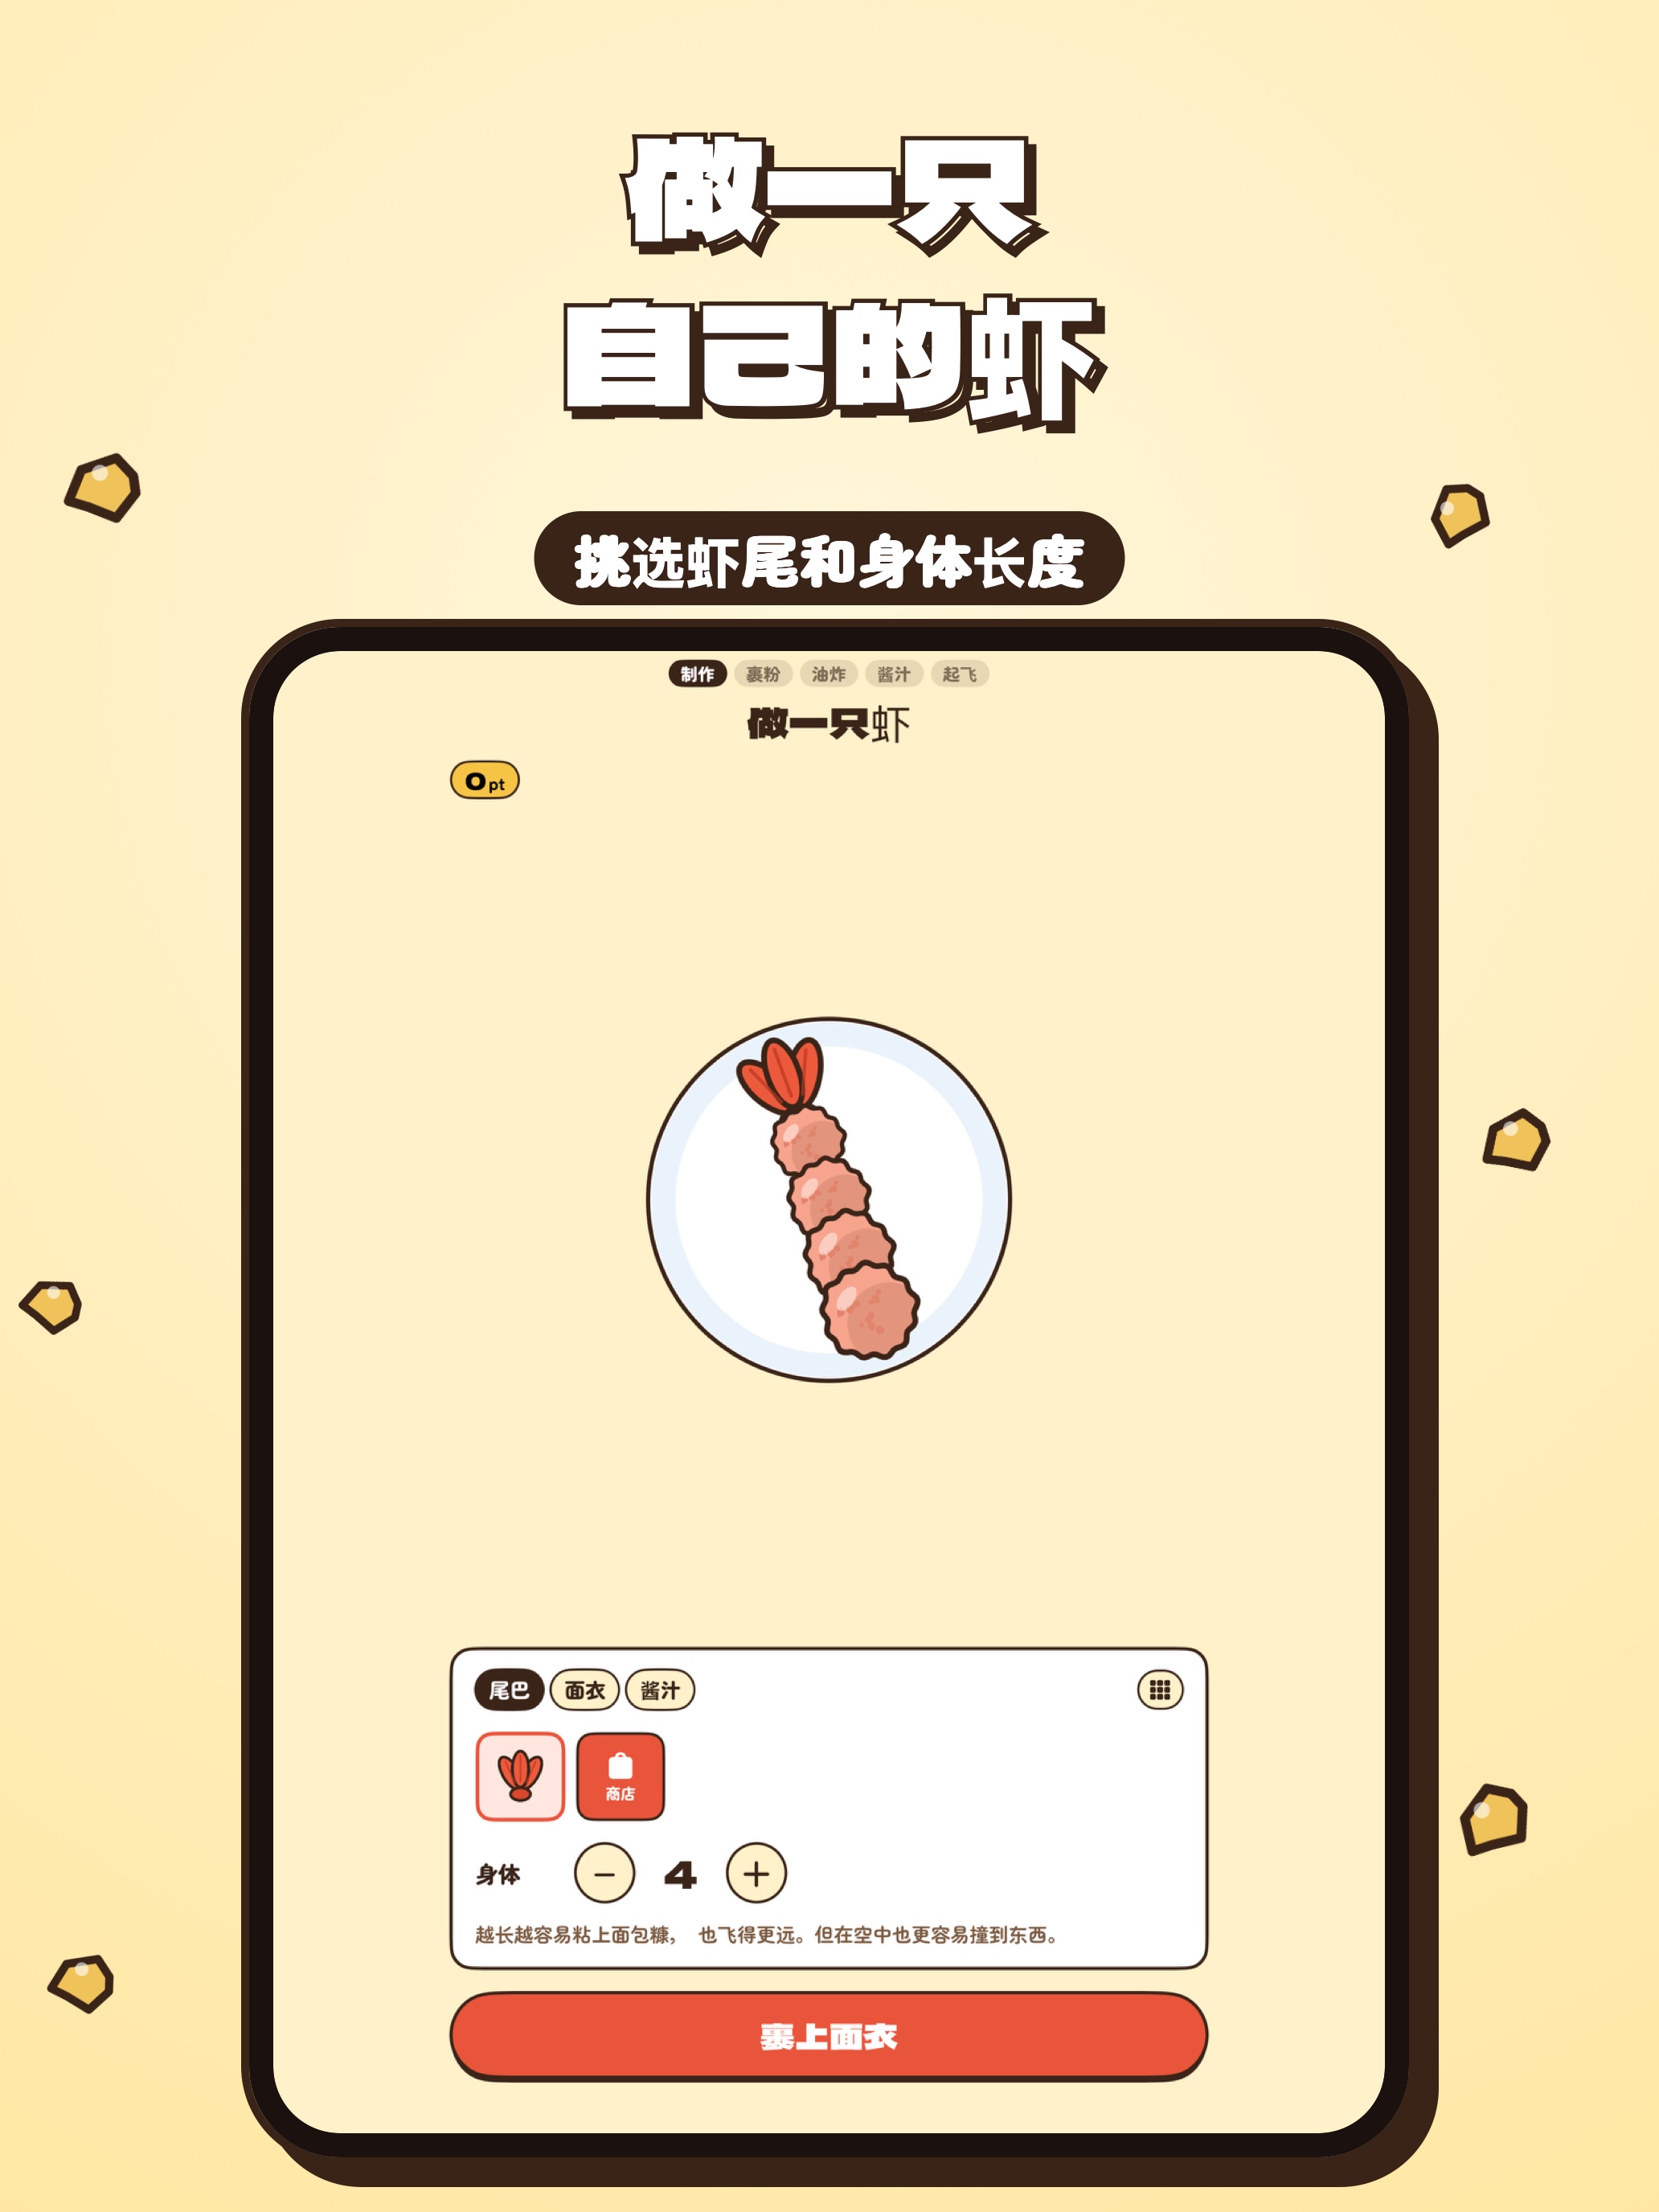 做一只
自己的虾
挑选虾尾和身体长度
制作 裹粉 油炸 酱汁 起飞
做一只虾
0pt
尾巴 面衣 酱汁
商店
身体 − 4 +
越长越容易粘上面包糠， 也飞得更远。但在空中也更容易撞到东西。
裹上面衣